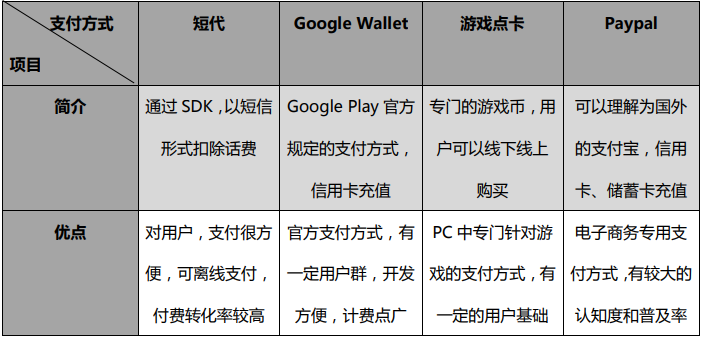 支付方式
项目
短代
Google Wallet
游戏点卡
Paypal
简介
通过 SDK，以短信
形式扣除话费
Google Play 官方
规定的支付方式，
信用卡充值
专门的游戏币，用
户可以线下线上
购买
可以理解为国外
的支付宝，信用
卡、储蓄卡充值
优点
对用户，支付很方
便，可离线支付，
付费转化率较高
官方支付方式，有
一定用户群，开发
方便，计费点广
PC 中专门针对游
戏的支付方式，有
一定的用户基础
电子商务专用支
付方式，有较大的
认知度和普及率